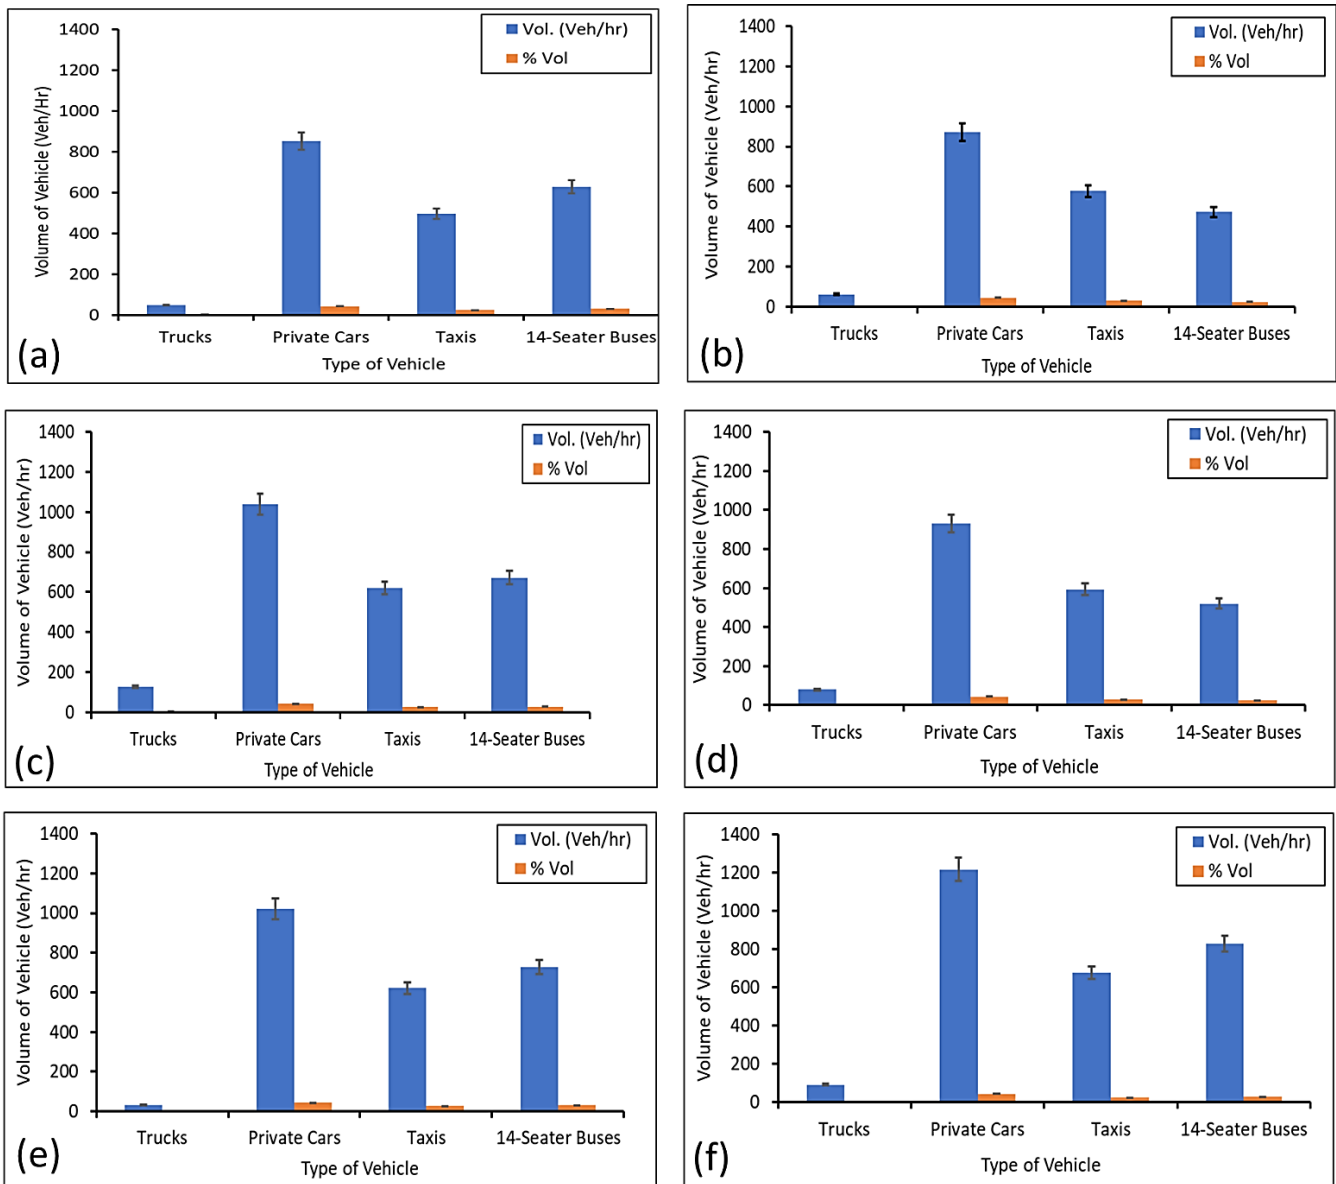 1400
1200
1000
800
600
400
200
0
Volume of Vehicle (Veh/Hr)
Vol. (Veh/hr)
% Vol
Trucks Private Cars Taxis 14-Seater Buses
Type of Vehicle
(a)
1400
1200
1000
800
600
400
200
0
Volume of Vehicle (Veh/hr)
Vol. (Veh/hr)
% Vol
Trucks Private Cars Taxis 14-Seater Buses
Type of Vehicle
(b)
1400
1200
1000
800
600
400
200
0
Volume of Vehicle (Veh/hr)
Vol. (Veh/hr)
% Vol
Trucks Private Cars Taxis 14-Seater Buses
Type of Vehicle
(c)
1400
1200
1000
800
600
400
200
0
Volume of Vehicle (Veh/hr)
Vol. (Veh/hr)
% Vol
Trucks Private Cars Taxis 14-Seater Buses
Type of Vehicle
(d)
1400
1200
1000
800
600
400
200
0
Volume of Vehicle (Veh/hr)
Vol. (Veh/hr)
% Vol
Trucks Private Cars Taxis 14-Seater Buses
Type of Vehicle
(e)
1400
1200
1000
800
600
400
200
0
Volume of Vehicle (Veh/hr)
Vol. (Veh/hr)
% Vol
Trucks Private Cars Taxis 14-Seater Buses
Type of Vehicle
(f)